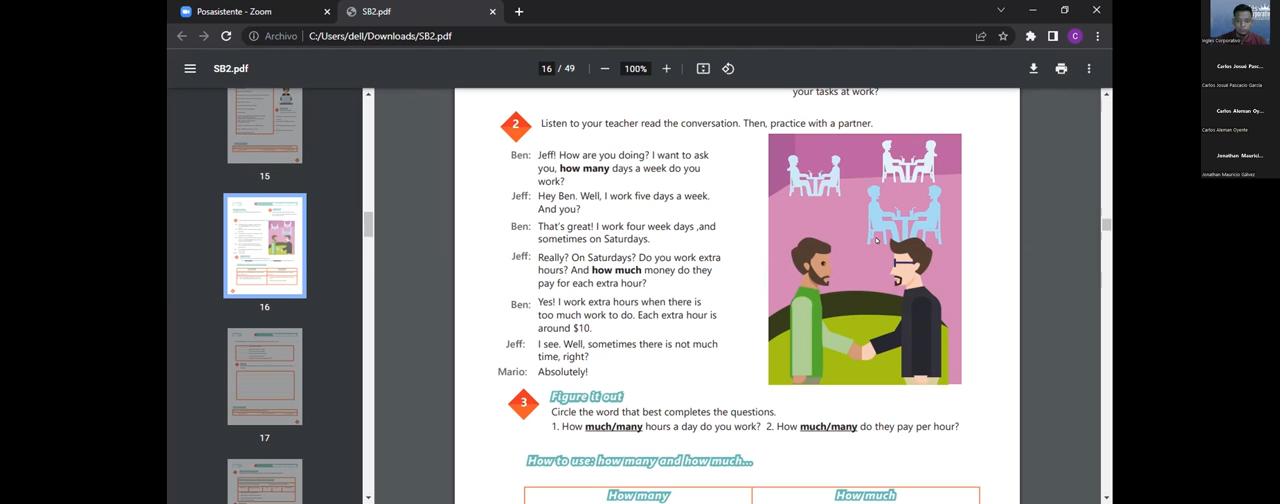 Posasistente - Zoom
SB2.pdf
Archivo
C:/Users/dell/Downloads/SB2.pdf
C
SB2.pdf
16 / 49
100%
15
16
17
your tasks at work?
2
Listen to your teacher read the conversation. Then, practice with a partner.
Ben: Jeff! How are you doing? I want to ask
you, how many days a week do you
work?
Jeff: Hey Ben. Well, I work five days a week.
And you?
Ben: That's great! I work four week days ,and
sometimes on Saturdays.
Jeff: Really? On Saturdays? Do you work extra
hours? And how much money do they
pay for each extra hour?
Ben: Yes! I work extra hours when there is
too much work to do. Each extra hour is
around $10.
Jeff: I see. Well, sometimes there is not much
time, right?
Mario: Absolutely!
3
Figure it out
Circle the word that best completes the questions.
1. How much/many hours a day do you work? 2. How much/many do they pay per hour?
How to use: how many and how much...
How many
How much
Ingles Corporativo
Carlos Josué Pasc...
Carlos Josué Pascacio Garcia
Carlos Aleman Oy...
Carlos Aleman Oyente
Jonathan Maurici...
Jonathan Mauricio Gálvez